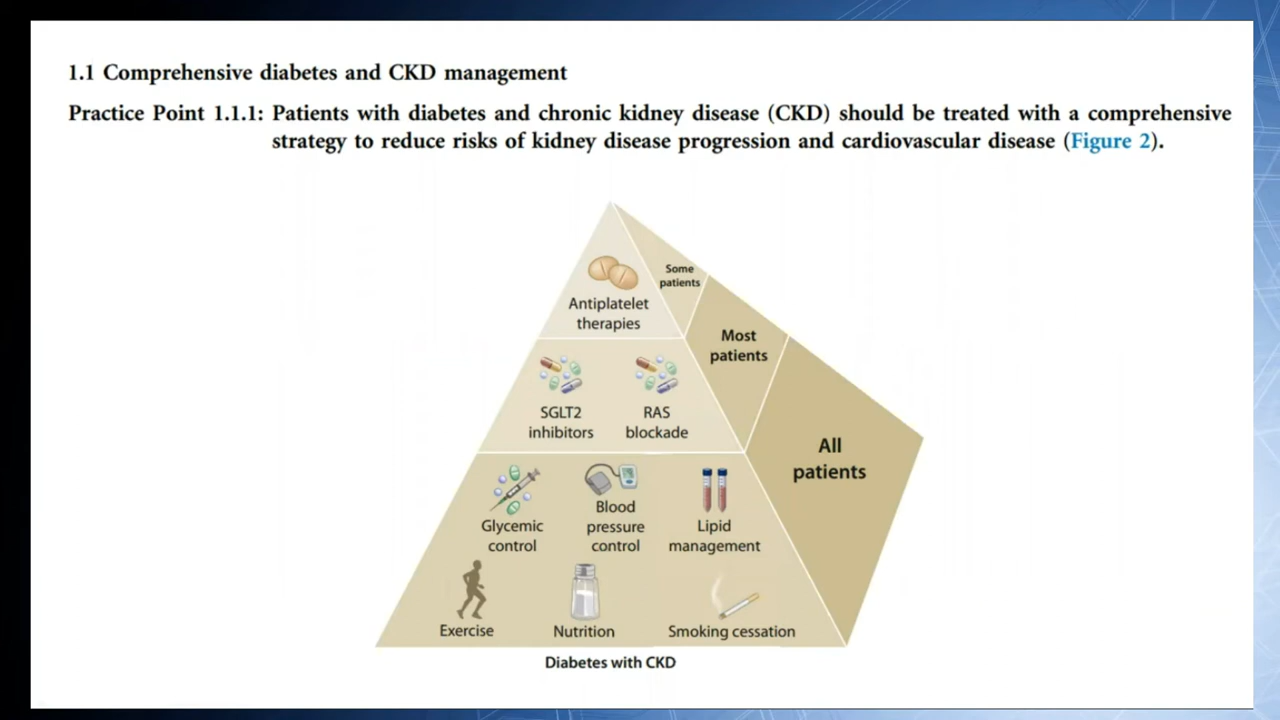 1.1 Comprehensive diabetes and CKD management
Practice Point 1.1.1: Patients with diabetes and chronic kidney disease (CKD) should be treated with a comprehensive
strategy to reduce risks of kidney disease progression and cardiovascular disease (Figure 2).
Some
patients
Antiplatelet
therapies
Most
patients
SGLT2
inhibitors
RAS
blockade
All
patients
Glycemic
control
Blood
pressure
control
Lipid
management
Exercise
Nutrition
Smoking cessation
Diabetes with CKD